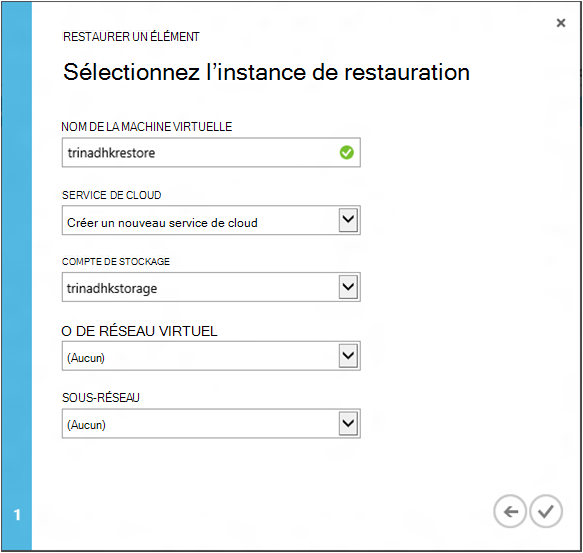 RESTAURER UN ÉLÉMENT
Sélectionnez l’instance de restauration
NOM DE LA MACHINE VIRTUELLE
trinadhkrestore
SERVICE DE CLOUD
Créer un nouveau service de cloud
COMPTE DE STOCKAGE
trinadhkstorage
O DE RÉSEAU VIRTUEL
(Aucun)
SOUS-RÉSEAU
(Aucun)
1